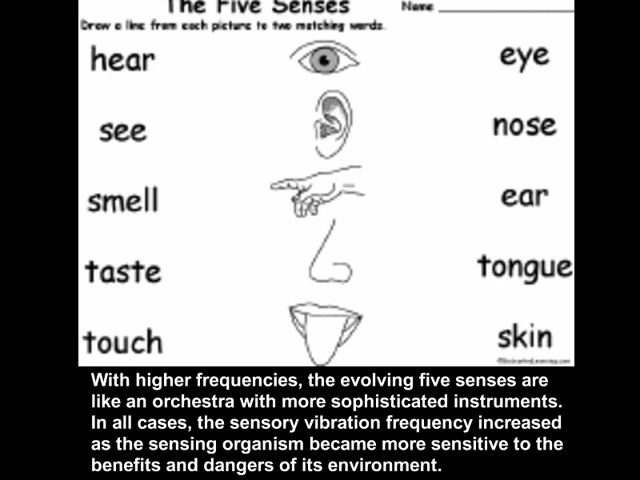 The Five Senses
Name
Draw a line from each picture to two matching words.
hear
eye
see
nose
smell
ear
taste
tongue
touch
skin
©EnchantedLearning.com
With higher frequencies, the evolving five senses are
like an orchestra with more sophisticated instruments.
In all cases, the sensory vibration frequency increased
as the sensing organism became more sensitive to the
benefits and dangers of its environment.